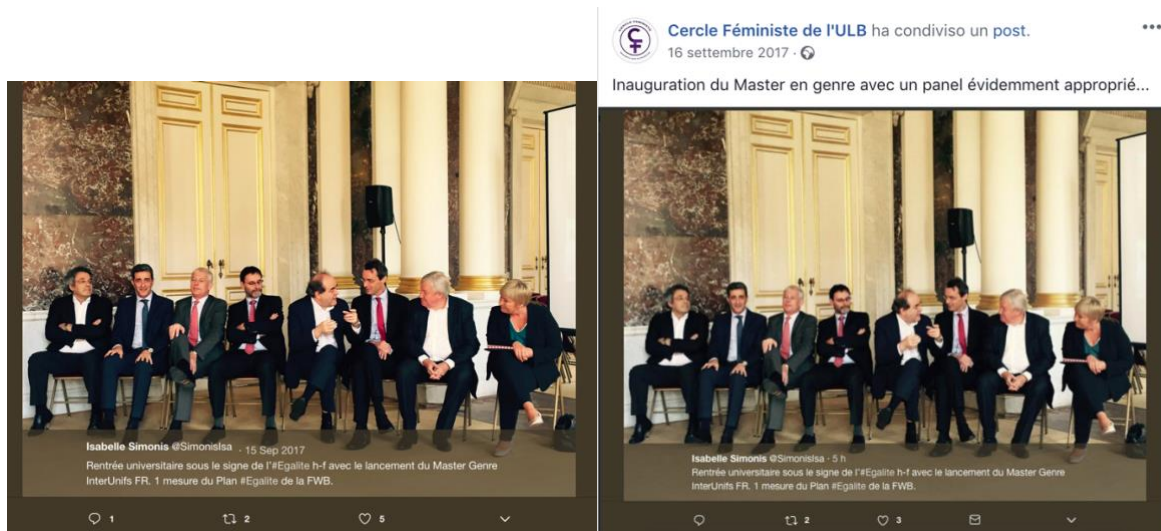 Isabelle Simonis @SimonisIsa · 15 Sep 2017
Rentrée universitaire sous le signe de l'#Egalite h-f avec le lancement du Master Genre
InterUnifs FR. 1 mesure du Plan #Egalite de la FWB.
1 2 5
Cercle Féministe de l'ULB ha condiviso un post.
16 settembre 2017 ·
Inauguration du Master en genre avec un panel évidemment approprié...
Isabelle Simonis @SimonisIsa · 5 h
Rentrée universitaire sous le signe de l'#Egalite h-f avec le lancement du Master Genre
InterUnifs FR. 1 mesure du Plan #Egalite de la FWB.
2 3